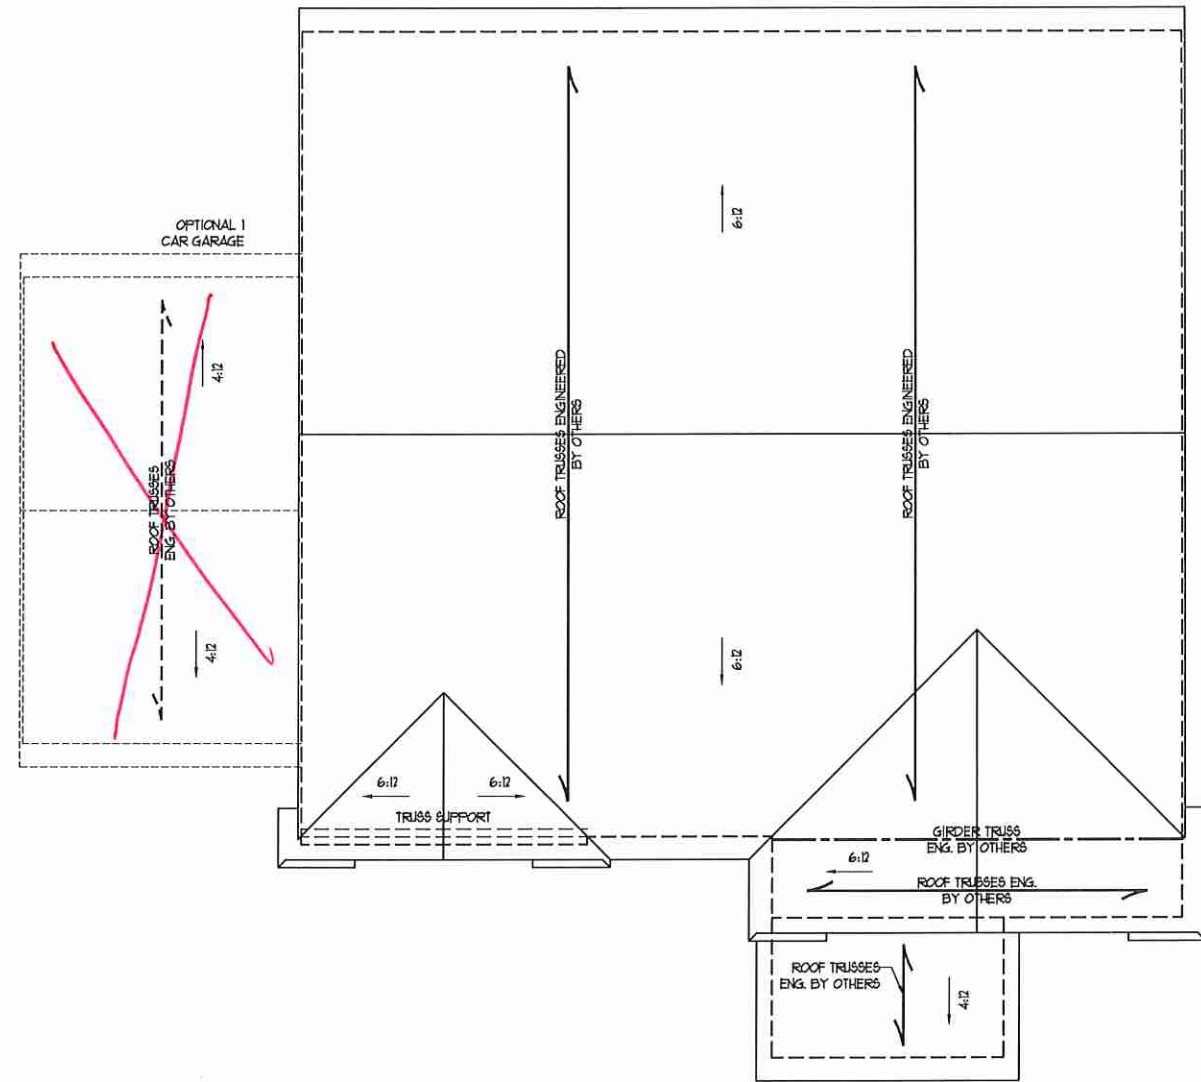 OPTIONAL 1
CAR GARAGE
6:12
4:12
ROOF TRUSSES ENGINEERED
BY OTHERS
ROOF TRUSSES ENGINEERED
BY OTHERS
ROOF TRUSSES
ENG. BY OTHERS
4:12
6:12
6:12
6:12
TRUSS SUPPORT
GIRDER TRUSS
ENG. BY OTHERS
6:12
ROOF TRUSSES ENG.
BY OTHERS
ROOF TRUSSES
ENG. BY OTHERS
4:12